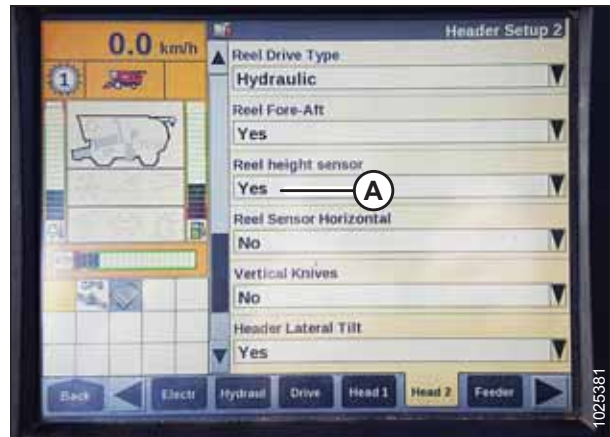 0.0 km/h
1
Header Setup 2
Reel Drive Type
Hydraulic
Reel Fore-Aft
Yes
Reel height sensor
Yes
A
Reel Sensor Horizontal
No
Vertical Knives
No
Header Lateral Tilt
Yes
Back
Electr
Hydraul
Drive
Head 1
Head 2
Feeder
1025381